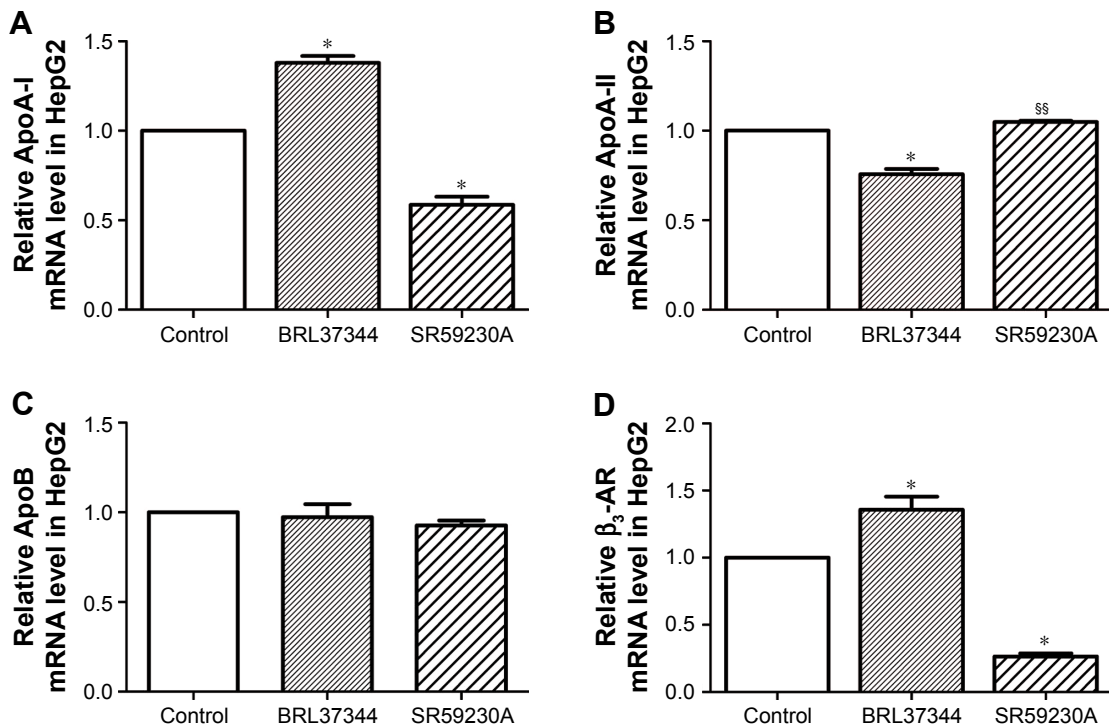 A
Relative ApoA-I
mRNA level in HepG2
1.5
1.0
0.5
0.0
*
*
Control
BRL37344
SR59230A
B
Relative ApoA-II
mRNA level in HepG2
1.5
1.0
0.5
0.0
*
§§
Control
BRL37344
SR59230A
C
Relative ApoB
mRNA level in HepG2
1.5
1.0
0.5
0.0
Control
BRL37344
SR59230A
D
Relative β₃-AR
mRNA level in HepG2
2.0
1.5
1.0
0.5
0.0
*
*
Control
BRL37344
SR59230A